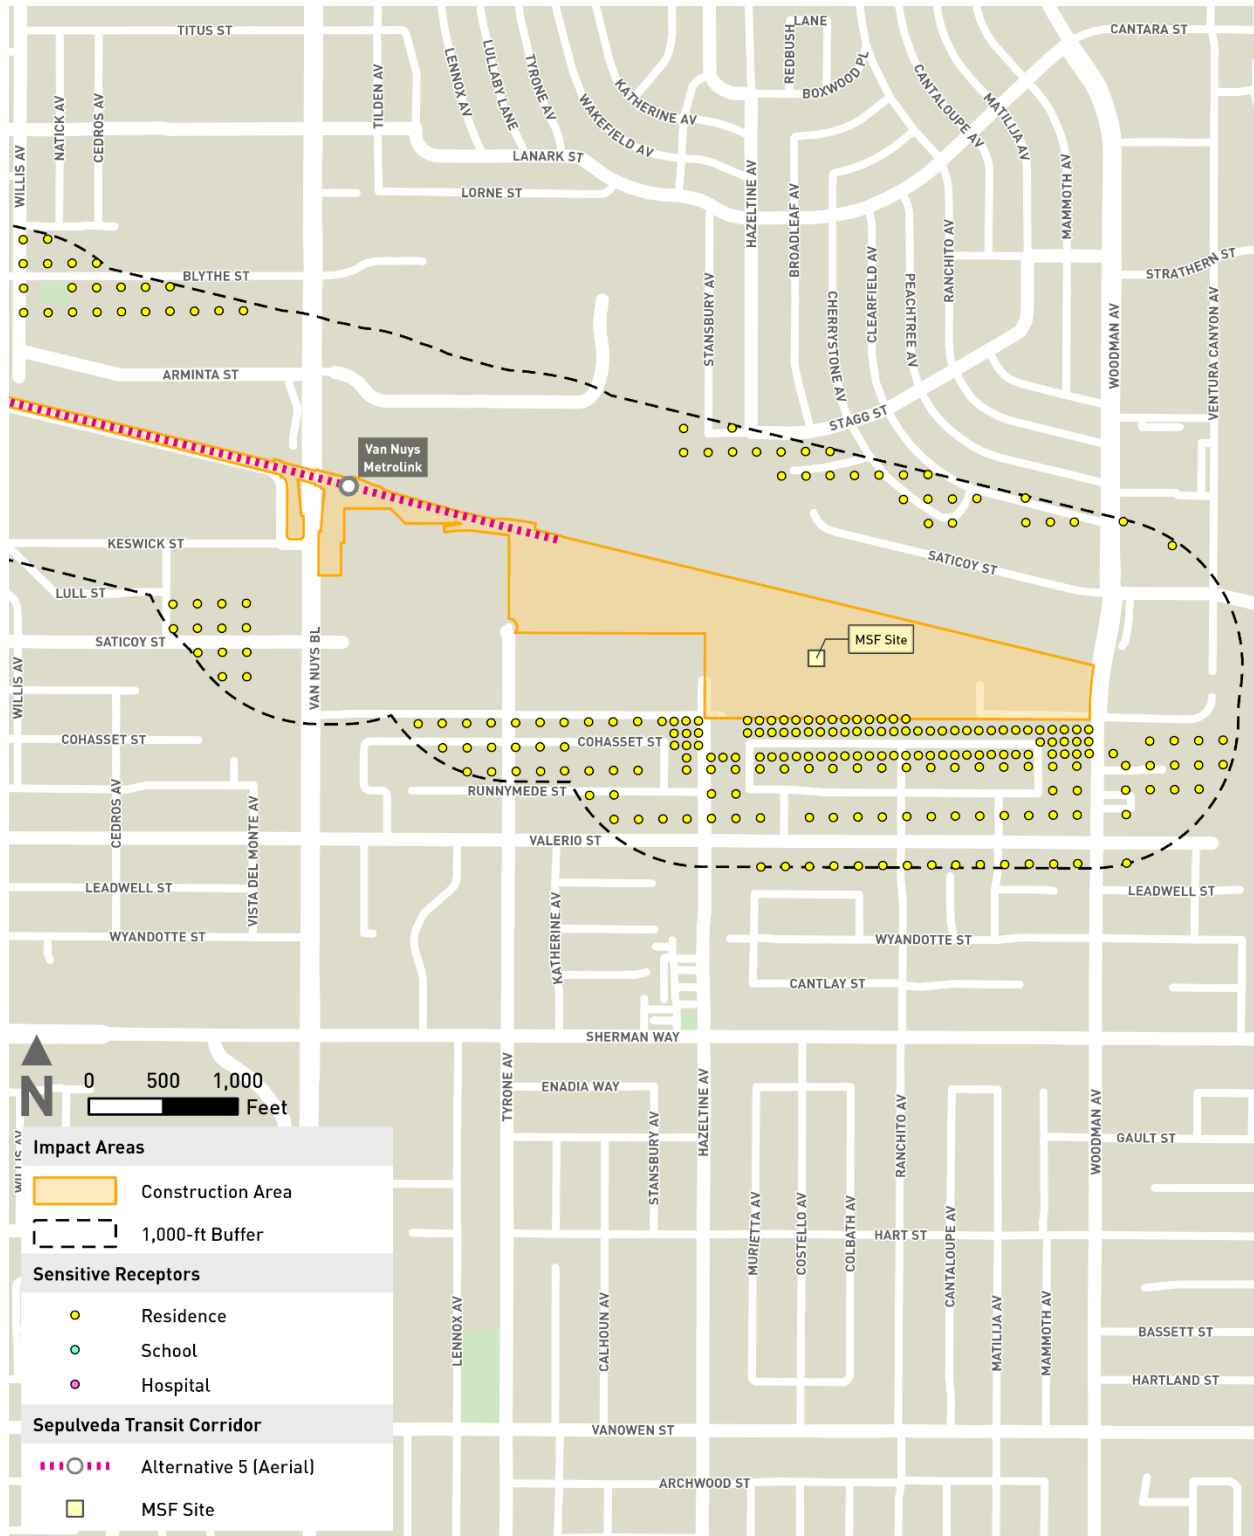 TITUS ST
LANE
CANTARA ST
REDBUSH
LENNOX AV
LULLABY LANE
TYRONE AV
TILDEN AV
NATICK AV
CEDROS AV
WILLIS AV
KATHERINE AV
WAKEFIELD AV
BOXWOOD PL
CANTALOUPE AV
MATILIJA AV
MAMMOTH AV
LANARK ST
LORNE ST
HAZELTINE AV
BROADLEAF AV
RANCHITO AV
STRATHERN ST
BLYTHE ST
STANSBURY AV
CHERRYSTONE AV
CLEARFIELD AV
PEACHTREE AV
WOODMAN AV
VENTURA CANYON AV
ARMINTA ST
STAGG ST
Van Nuys
Metrolink
KESWICK ST
SATICOY ST
LULL ST
SATICOY ST
MSF Site
WILLIS AV
VAN NUYS BL
COHASSET ST
COHASSET ST
RUNNYMEDE ST
CEDROS AV
VISTA DEL MONTE AV
VALERIO ST
LEADWELL ST
LEADWELL ST
KATHERINE AV
WYANDOTTE ST
WYANDOTTE ST
CANTLAY ST
SHERMAN WAY
N
0 500 1,000
Feet
TYRONE AV
ENADIA WAY
HAZELTINE AV
RANCHITO AV
WOODMAN AV
STANSBURY AV
GAULT ST
WILLIS AV
Impact Areas
Construction Area
1,000-ft Buffer
MURIETTA AV
COSTELLO AV
COLBATH AV
HART ST
CANTALOUPE AV
Sensitive Receptors
Residence
School
Hospital
LENNOX AV
CALHOUN AV
MATILIJA AV
MAMMOTH AV
BASSETT ST
HARTLAND ST
Sepulveda Transit Corridor
VANOWEN ST
Alternative 5 (Aerial)
ARCHWOOD ST
MSF Site